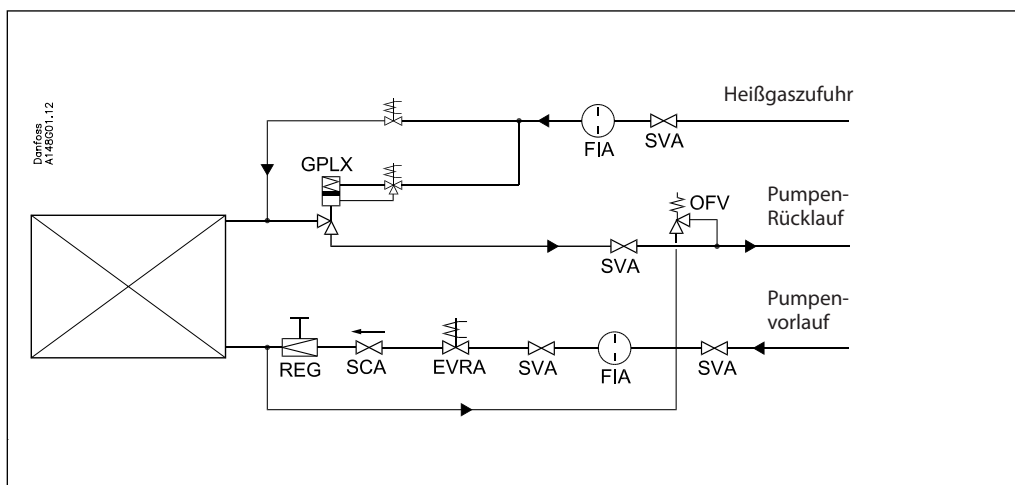 Danfoss
A148G01.12
Heißgaszufuhr
FIA
SVA
GPLX
OFV
Pumpen-
Rücklauf
SVA
Pumpen-
vorlauf
REG
SCA
EVRA
SVA
FIA
SVA